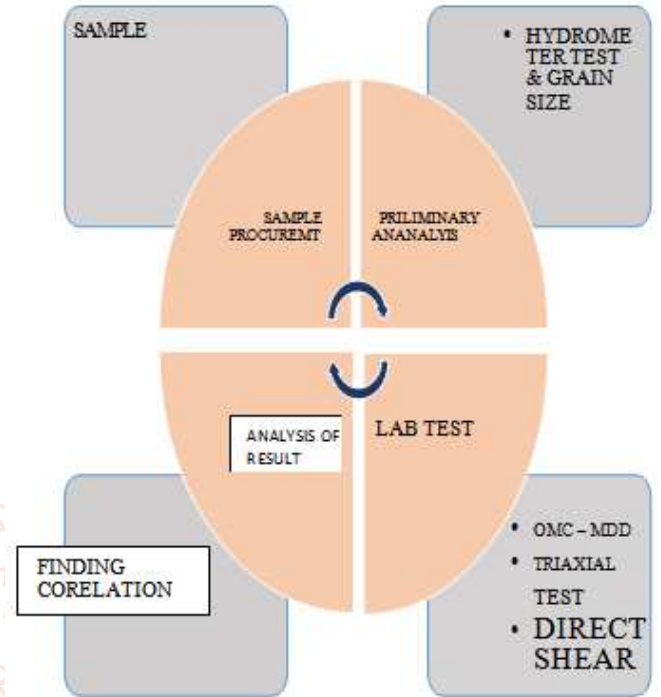 SAMPLE
• HYDROME
TER TEST
& GRAIN
SIZE
SAMPLE
PROCUREMT
PRILIMINARY
ANANALYIS
ANALYSIS OF
RESULT
LAB TEST
FINDING
CORELATION
• OMC – MDD
• TRIAXIAL
TEST
• DIRECT
SHEAR